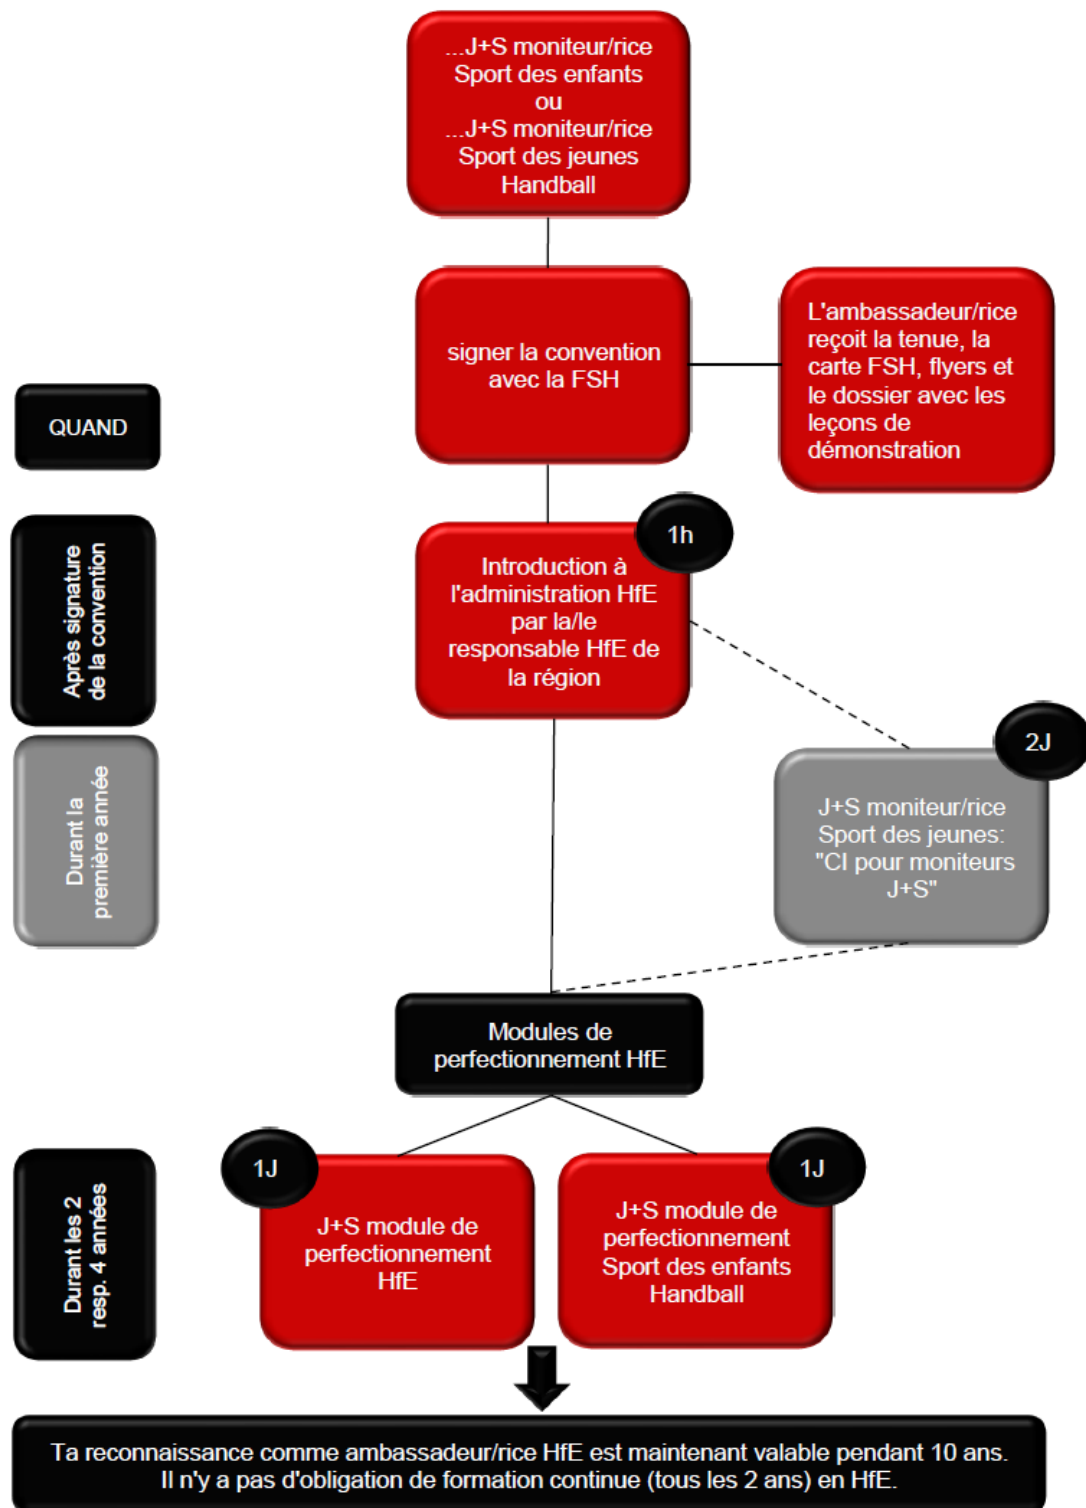 ...J+S moniteur/rice
Sport des enfants
ou
...J+S moniteur/rice
Sport des jeunes
Handball
signer la convention
avec la FSH
L'ambassadeur/rice
reçoit la tenue, la
carte FSH, flyers et
le dossier avec les
leçons de
démonstration
QUAND
Après signature
de la convention
1h
Introduction à
l'administration HfE
par la/le
responsable HfE de
la région
Durant la
première année
2J
J+S moniteur/rice
Sport des jeunes:
"CI pour moniteurs
J+S"
Modules de
perfectionnement HfE
Durant les 2
resp. 4 années
1J
J+S module de
perfectionnement
HfE
1J
J+S module de
perfectionnement
Sport des enfants
Handball
Ta reconnaissance comme ambassadeur/rice HfE est maintenant valable pendant 10 ans.
Il n'y a pas d'obligation de formation continue (tous les 2 ans) en HfE.